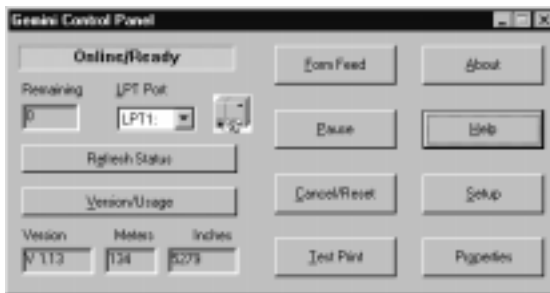 Gemini Control Panel
Online/Ready
Remaining
LPT Port
0
LPT1:
Refresh Status
Version/Usage
Version
Meters
Inches
V 1.13
134
5279
Form Feed
About
Pause
Help
Cancel/Reset
Setup
Test Print
Properties